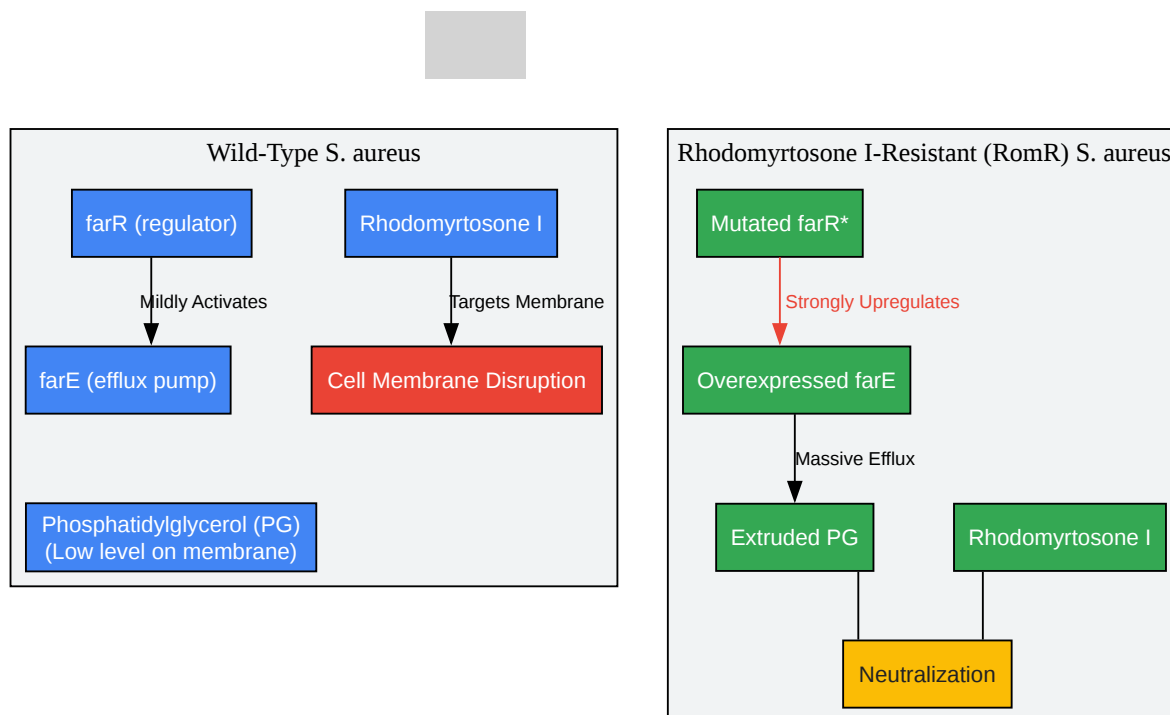 Wild-Type S. aureus
farR (regulator)
Rhodomyrtosone I
Mildly Activates
Targets Membrane
farE (efflux pump)
Cell Membrane Disruption
Phosphatidylglycerol (PG)
(Low level on membrane)
Rhodomyrtosone I-Resistant (RomR) S. aureus
Mutated farR*
Strongly Upregulates
Overexpressed farE
Massive Efflux
Extruded PG
Rhodomyrtosone I
Neutralization